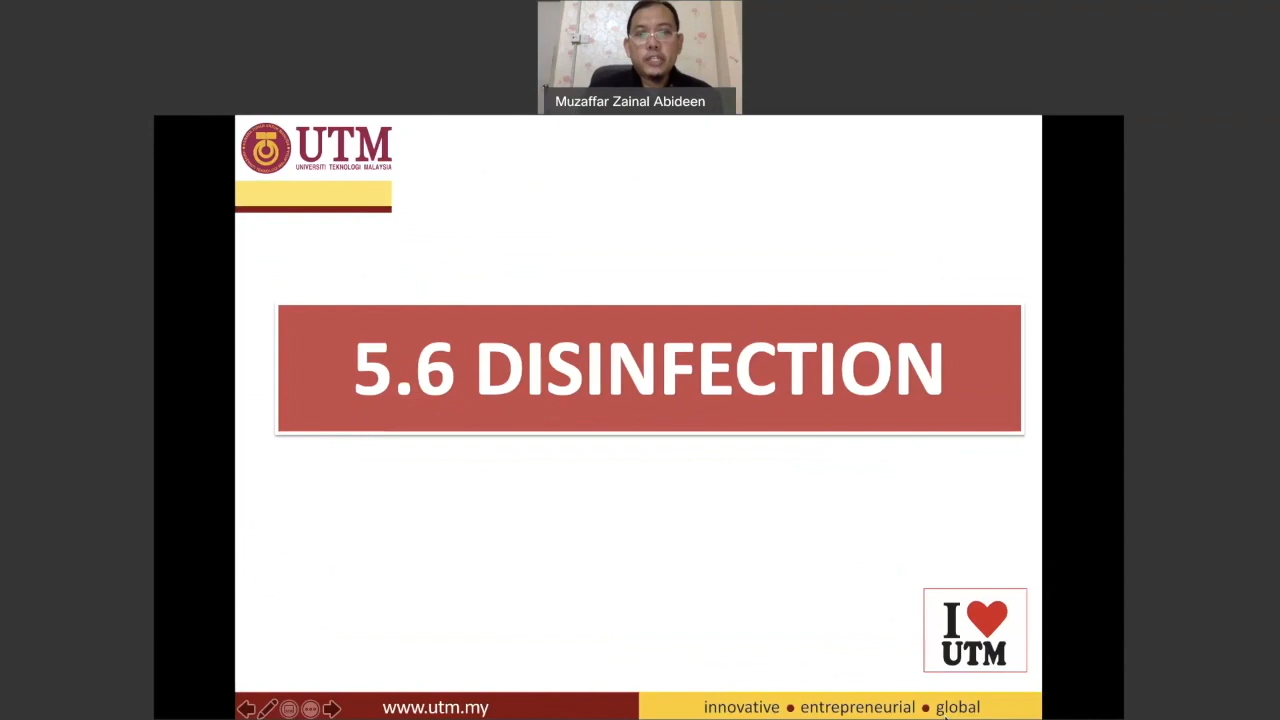 Muzaffar Zainal Abideen
UTM
UNIVERSITI TEKNOLOGI MALAYSIA
5.6 DISINFECTION
I ♥
UTM
www.utm.my
innovative ● entrepreneurial ● global